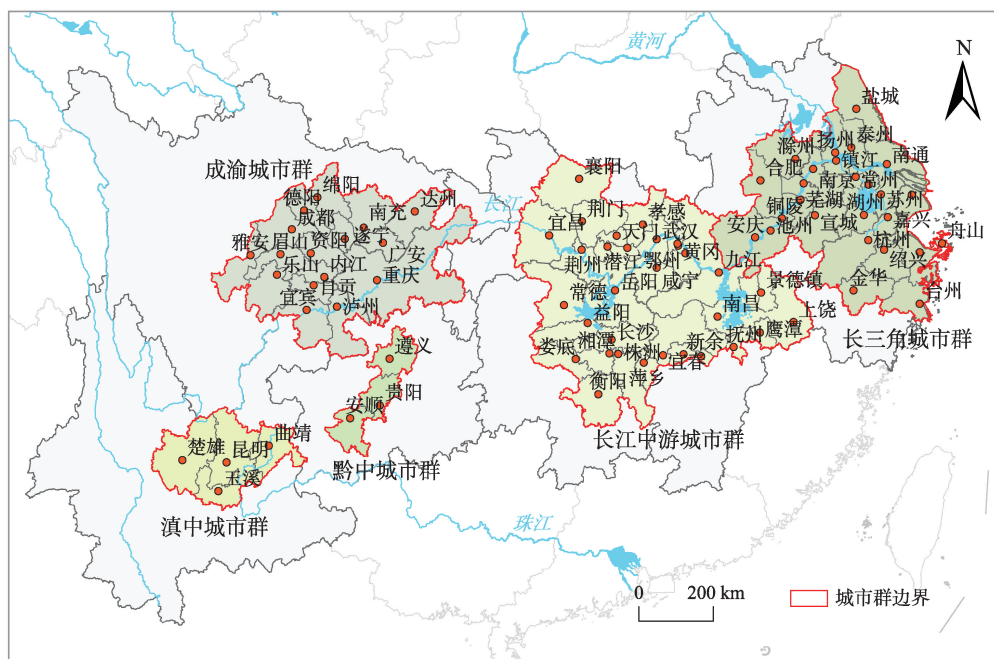 黄河
N
盐城
成渝城市群
滁州
扬州
泰州
合肥
镇江
南通
南京
常州
绵阳
德阳
达州
襄阳
铜陵
芜湖
湖州
苏州
成都
南充
长江
荆门
孝感
安庆
池州
宣城
嘉兴
舟山
雅安
眉山
资阳
遂宁
广安
宜昌
天门
武汉
杭州
绍兴
乐山
内江
重庆
荆州
潜江
鄂州
黄冈
九江
景德镇
金华
台州
自贡
宜宾
泸州
常德
岳阳
咸宁
益阳
南昌
上饶
长三角城市群
遵义
娄底
湘潭
长沙
株洲
新余
抚州
鹰潭
宜春
萍乡
衡阳
贵阳
安顺
长江中游城市群
楚雄
昆明
曲靖
玉溪
黔中城市群
滇中城市群
珠江
0 200 km
城市群边界